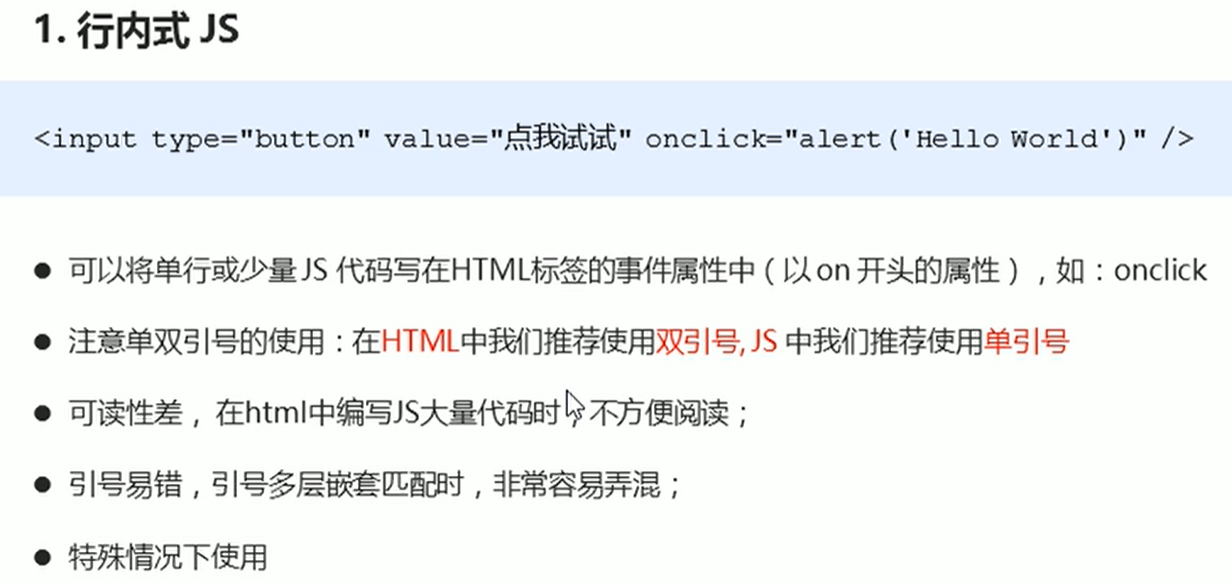 1. 行内式 JS
<input type="button" value="点我试试" onclick="alert('Hello World')" />
● 可以将单行或少量 JS 代码写在HTML标签的事件属性中（以 on 开头的属性），如：onclick
● 注意单双引号的使用：在HTML中我们推荐使用双引号, JS 中我们推荐使用单引号
● 可读性差， 在html中编写JS大量代码时，不方便阅读；
● 引号易错，引号多层嵌套匹配时，非常容易弄混；
● 特殊情况下使用